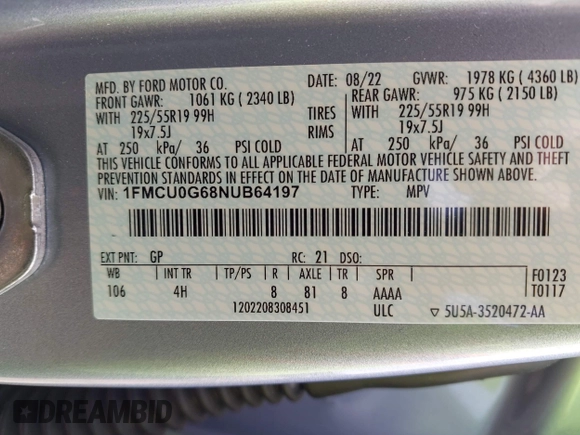 MFD. BY FORD MOTOR CO. DATE: 08/22 GVWR: 1978 KG ( 4360 LB)
FRONT GAWR: 1061 KG ( 2340 LB) REAR GAWR: 975 KG ( 2150 LB)
WITH 225/55R19 99H TIRES WITH 225/55R19 99H
19x7.5J RIMS 19x7.5J
AT 250 kPa/ 36 PSI COLD AT 250 kPa/ 36 PSI COLD
THIS VEHICLE CONFORMS TO ALL APPLICABLE FEDERAL MOTOR VEHICLE SAFETY AND THEFT
PREVENTION STANDARDS IN EFFECT ON THE DATE OF MANUFACTURE SHOWN ABOVE.
VIN: 1FMCU0G68NUB64197 TYPE: MPV
EXT PNT: GP RC: 21 DSO:
WB INT TR TP/PS R AXLE TR SPR F0123
106 4H 8 81 8 AAAA T0117
1202208308451 ULC 5U5A-3520472-AA
DREAMBID